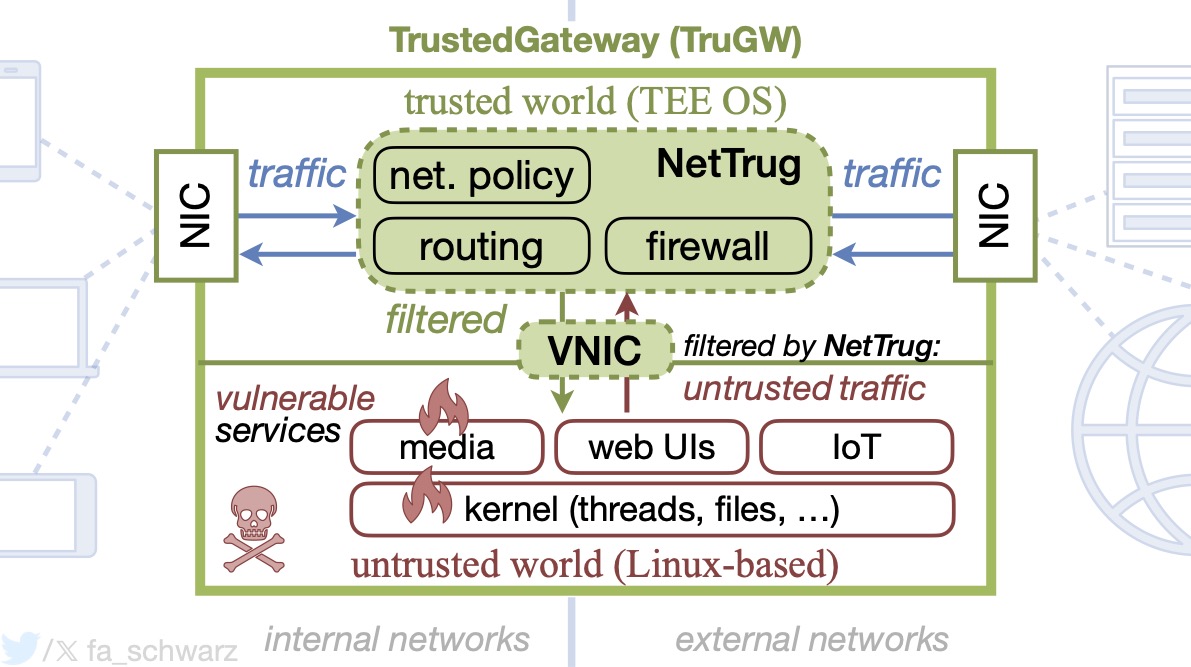 TrustedGateway (TruGW)
trusted world (TEE OS)
NIC
traffic
net. policy
NetTrug
traffic
NIC
routing
firewall
filtered
VNIC
filtered by NetTrug:
untrusted traffic
vulnerable
services
media
web UIs
IoT
kernel (threads, files, …)
untrusted world (Linux-based)
/𝕏 fa_schwarz
internal networks
external networks